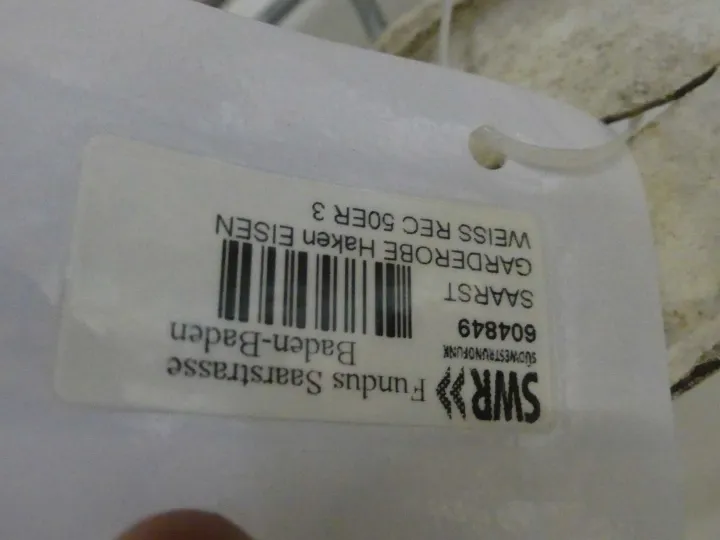 SWR»
SÜDWESTRUNDFUNK
Fundus Saarstrasse
Baden-Baden
604849
SAARST
GARDEROBE Haken EISEN
WEISS REC 50ER 3